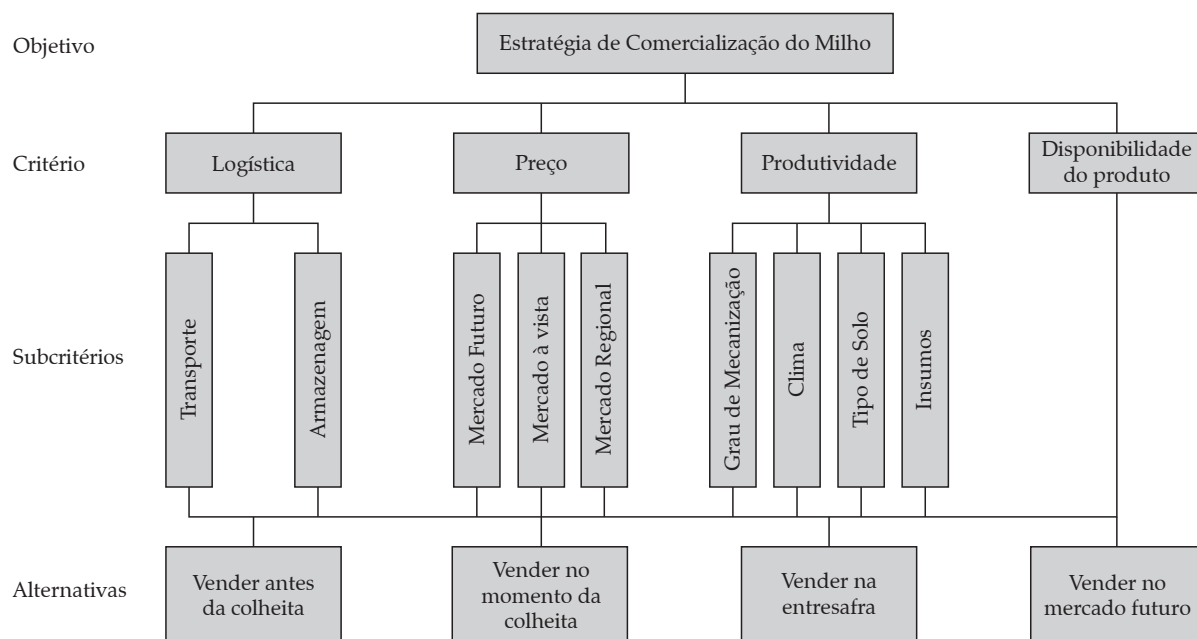 Objetivo
Estratégia de Comercialização do Milho
Critério
Logística
Preço
Produtividade
Disponibilidade
do produto
Subcritérios
Transporte
Armazenagem
Mercado Futuro
Mercado à vista
Mercado Regional
Grau de Mecanização
Clima
Tipo de Solo
Insumos
Alternativas
Vender antes
da colheita
Vender no
momento da
colheita
Vender na
entresafra
Vender no
mercado futuro